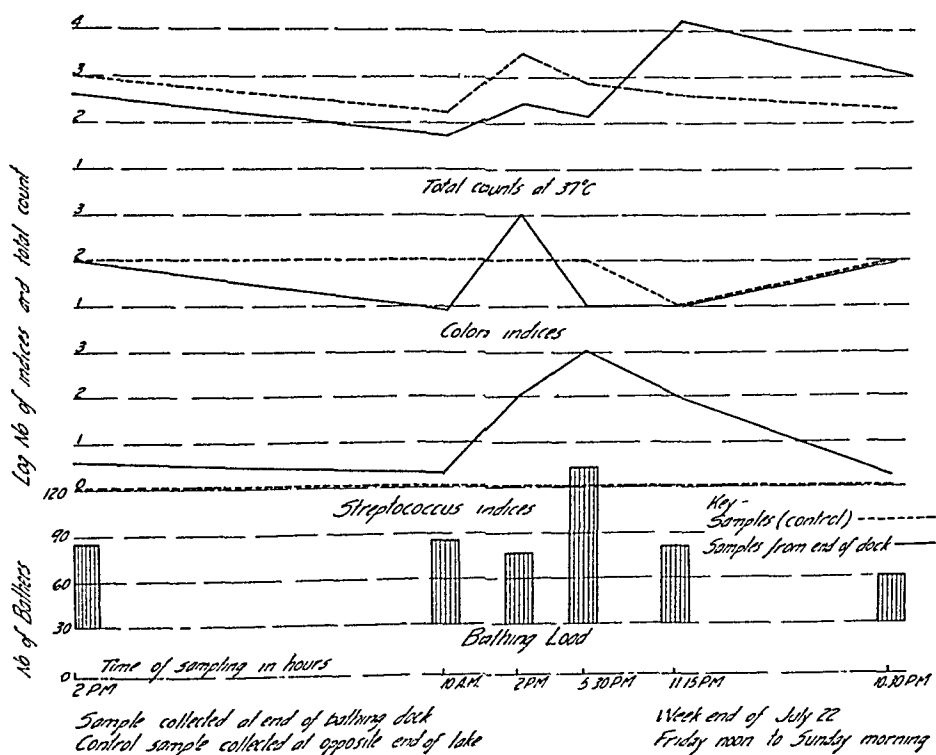 4
3
2
1
Total counts at 37°C
3
2
1
Colon indices
3
2
1
0
Streptococcus indices
Log No of indices and total count
Key -
Samples (control)
Samples from end of dock
120
90
60
30
0
No of Bathers
Bathing Load
Time of sampling in hours
2 PM 10 A.M. 2 PM 5 30 PM 11 15 PM 10.30 PM
Sample collected at end of bathing dock
Control sample collected at opposite end of lake
Week end of July 22
Friday noon to Sunday morning